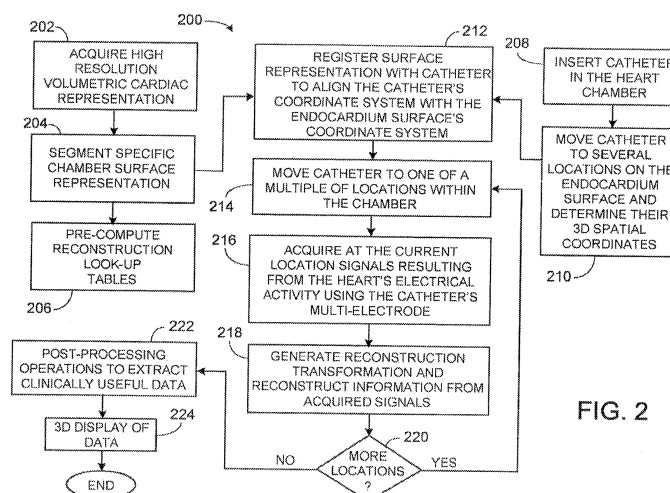 200
202
ACQUIRE HIGH
RESOLUTION
VOLUMETRIC CARDIAC
REPRESENTATION
204
SEGMENT SPECIFIC
CHAMBER SURFACE
REPRESENTATION
PRE-COMPUTE
RECONSTRUCTION
LOOK-UP
TABLES
206
212
REGISTER SURFACE
REPRESENTATION WITH CATHETER
TO ALIGN THE CATHETER'S
COORDINATE SYSTEM WITH THE
ENDOCARDIUM SURFACE'S
COORDINATE SYSTEM
208
INSERT CATHETER
IN THE HEART
CHAMBER
MOVE CATHETER
TO SEVERAL
LOCATIONS ON THE
ENDOCARDIUM
SURFACE AND
DETERMINE THEIR
3D SPATIAL
COORDINATES
210
214
MOVE CATHETER TO ONE OF A
MULTIPLE OF LOCATIONS WITHIN
THE CHAMBER
216
ACQUIRE AT THE CURRENT
LOCATION SIGNALS RESULTING
FROM THE HEART'S ELECTRICAL
ACTIVITY USING THE CATHETER'S
MULTI-ELECTRODE
218
GENERATE RECONSTRUCTION
TRANSFORMATION AND
RECONSTRUCT INFORMATION FROM
ACQUIRED SIGNALS
220
MORE
LOCATIONS
?
NO
YES
222
POST-PROCESSING
OPERATIONS TO EXTRACT
CLINICALLY USEFUL DATA
224
3D DISPLAY OF
DATA
END
FIG. 2